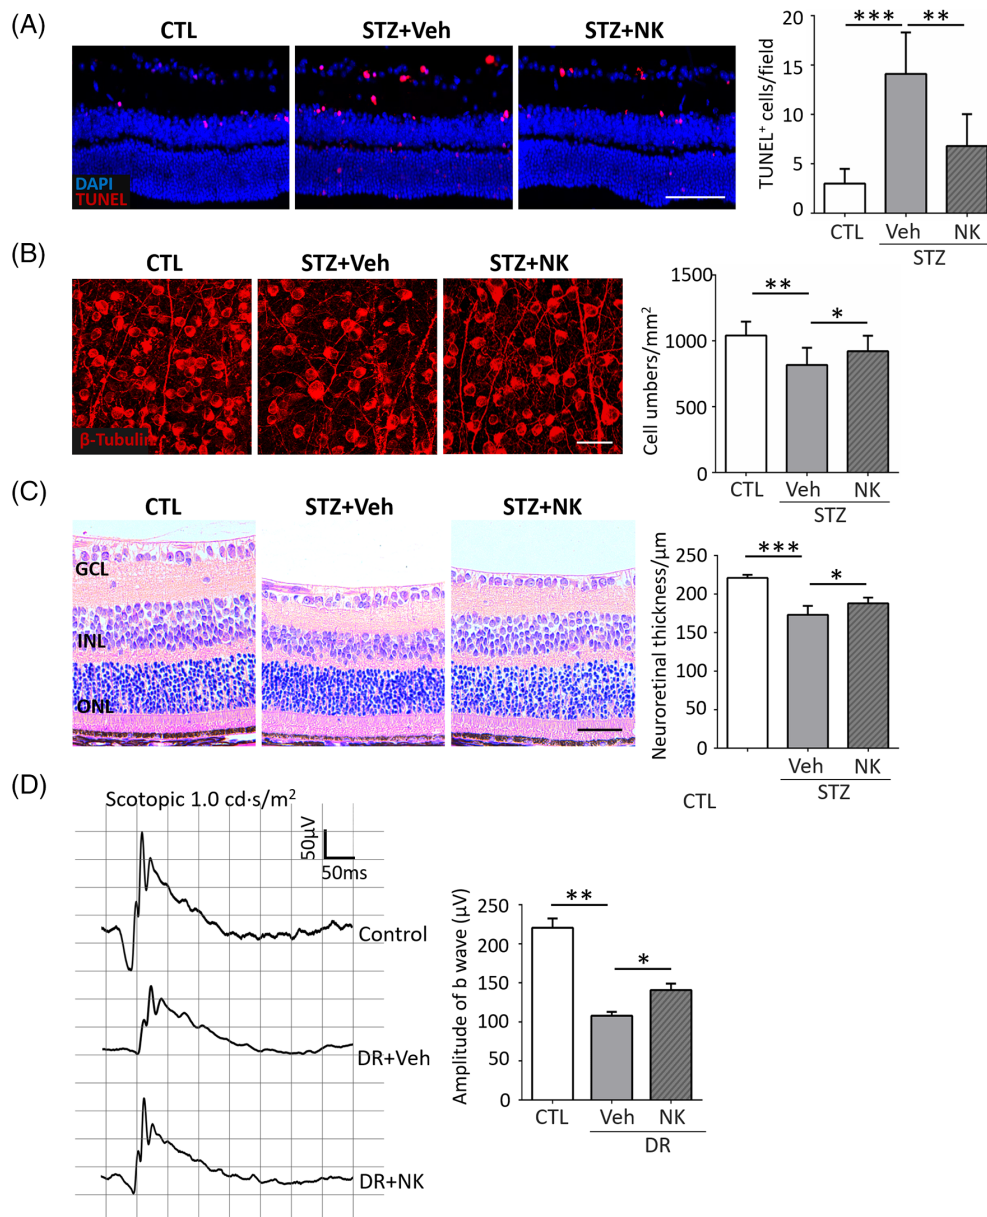 (A)
CTL STZ+Veh STZ+NK
DAPI
TUNEL
TUNEL⁺ cells/field
20
15
10
5
0
*** **
CTL Veh NK
STZ
(B)
CTL STZ+Veh STZ+NK
β-Tubulin
Cell umbers/mm²
1500
1000
500
0
** *
CTL Veh NK
STZ
(C)
CTL STZ+Veh STZ+NK
GCL
INL
ONL
Neuroretinal thickness/μm
250
200
150
100
50
0
*** *
Veh NK
CTL STZ
(D)
Scotopic 1.0 cd·s/m²
50μV
50ms
Control
DR+Veh
DR+NK
Amplitude of b wave (μV)
250
200
150
100
50
0
** *
CTL Veh NK
DR